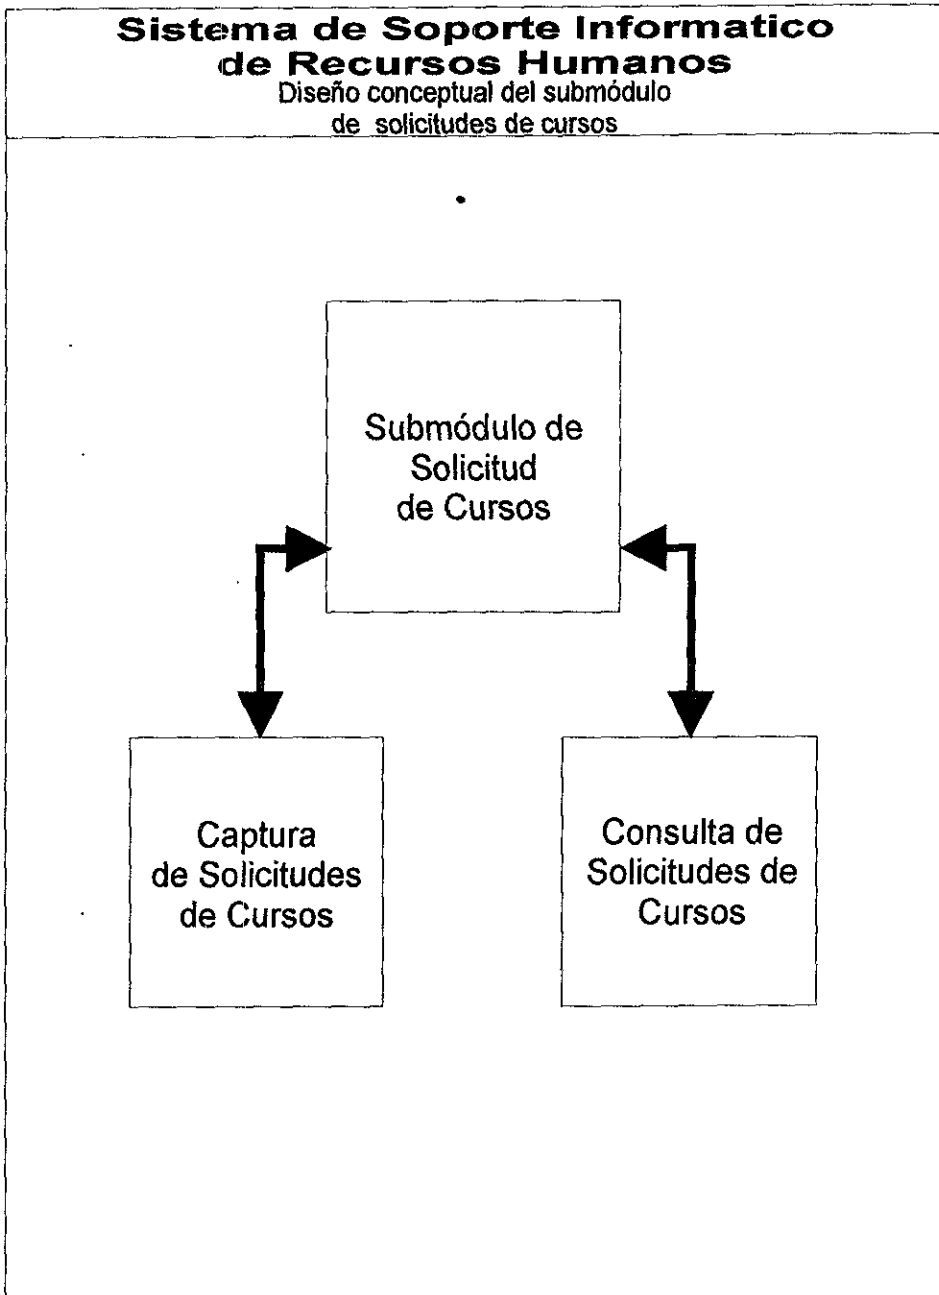 Sistema de Soporte Informatico
de Recursos Humanos
Diseño conceptual del submódulo
de solicitudes de cursos
Submódulo de
Solicitud
de Cursos
Captura
de Solicitudes
de Cursos
Consulta de
Solicitudes de
Cursos